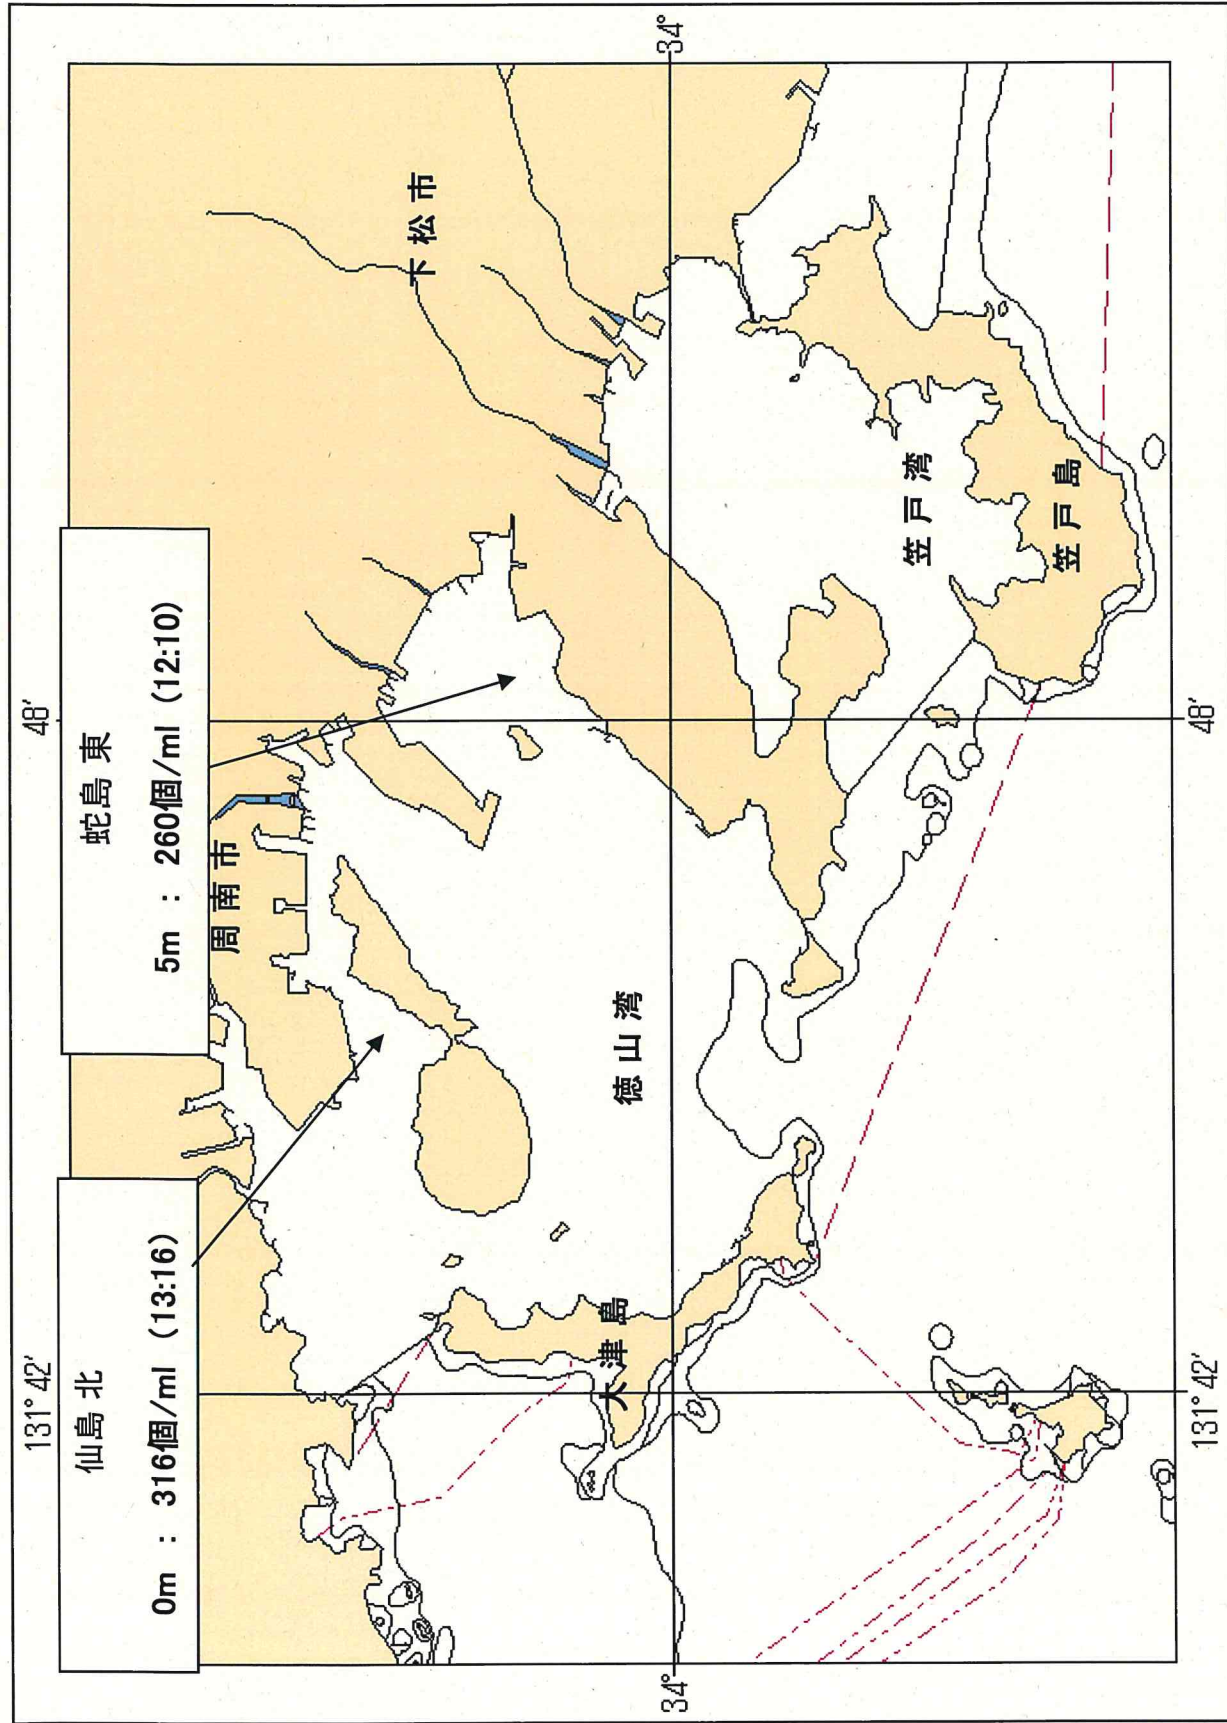 131° 42′
48′
仙島北
0m : 316個/ml (13:16)
蛇島東
5m : 260個/ml (12:10)
周南市
下松市
34°
34°
徳山湾
大津島
笠戸湾
笠戸島
131° 42′
48′